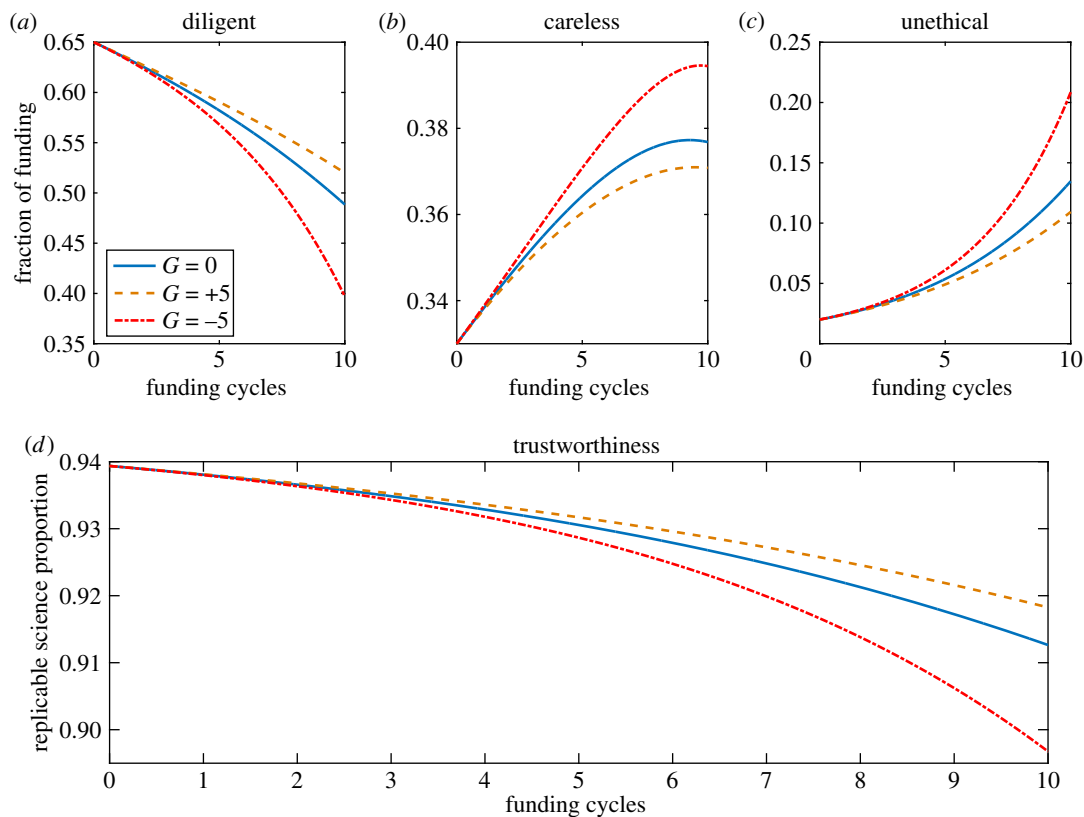 (a) diligent
0.65
0.60
0.55
0.50
0.45
0.40
0.35
fraction of funding
G = 0
G = +5
G = –5
0 5 10
funding cycles
(b) careless
0.40
0.38
0.36
0.34
0 5 10
funding cycles
(c) unethical
0.25
0.20
0.15
0.10
0.05
0 5 10
funding cycles
(d) trustworthiness
0.94
0.93
0.92
0.91
0.90
replicable science proportion
0 1 2 3 4 5 6 7 8 9 10
funding cycles